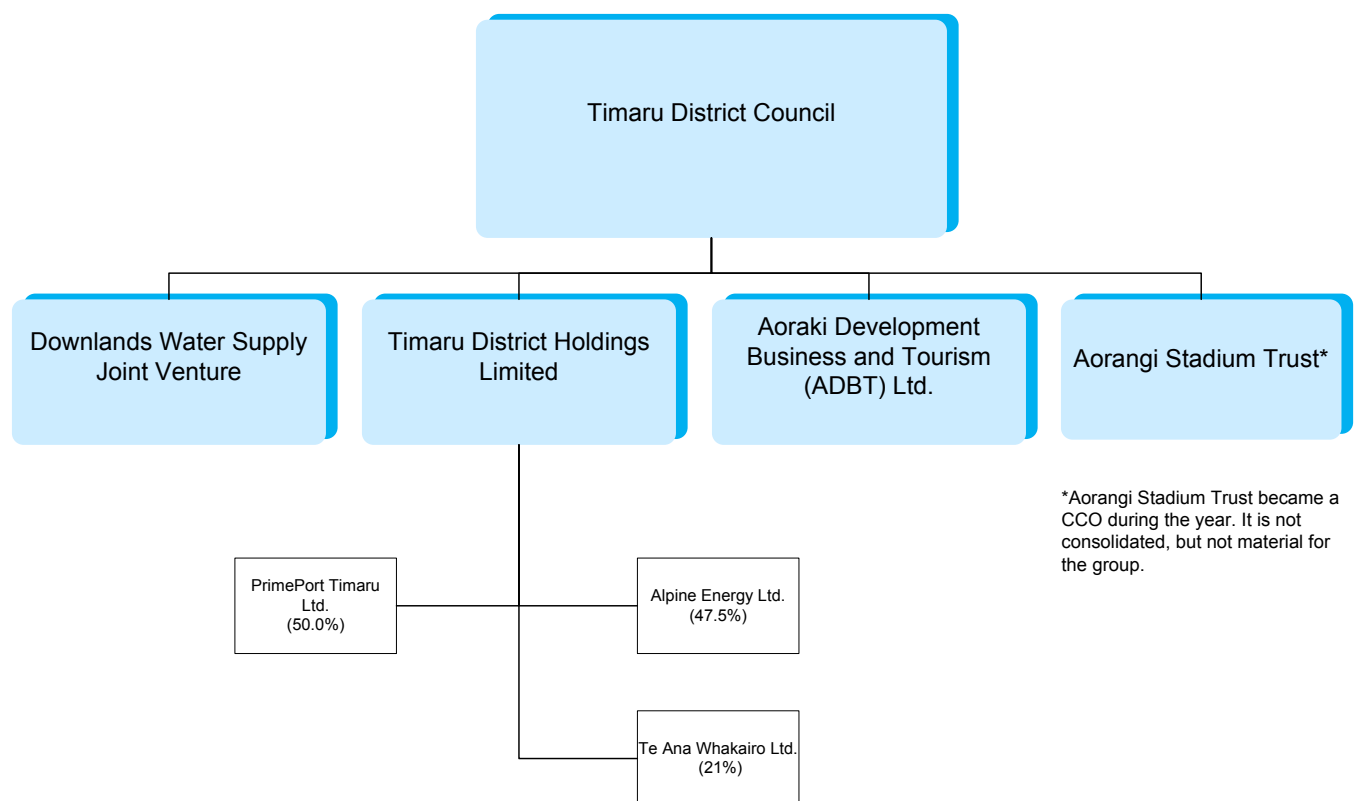 Timaru District Council
Downlands Water Supply
Joint Venture
Timaru District Holdings
Limited
Aoraki Development
Business and Tourism
(ADBT) Ltd.
Aorangi Stadium Trust*
*Aorangi Stadium Trust became a
CCO during the year. It is not
consolidated, but not material for
the group.
PrimePort Timaru
Ltd.
(50.0%)
Alpine Energy Ltd.
(47.5%)
Te Ana Whakairo Ltd.
(21%)